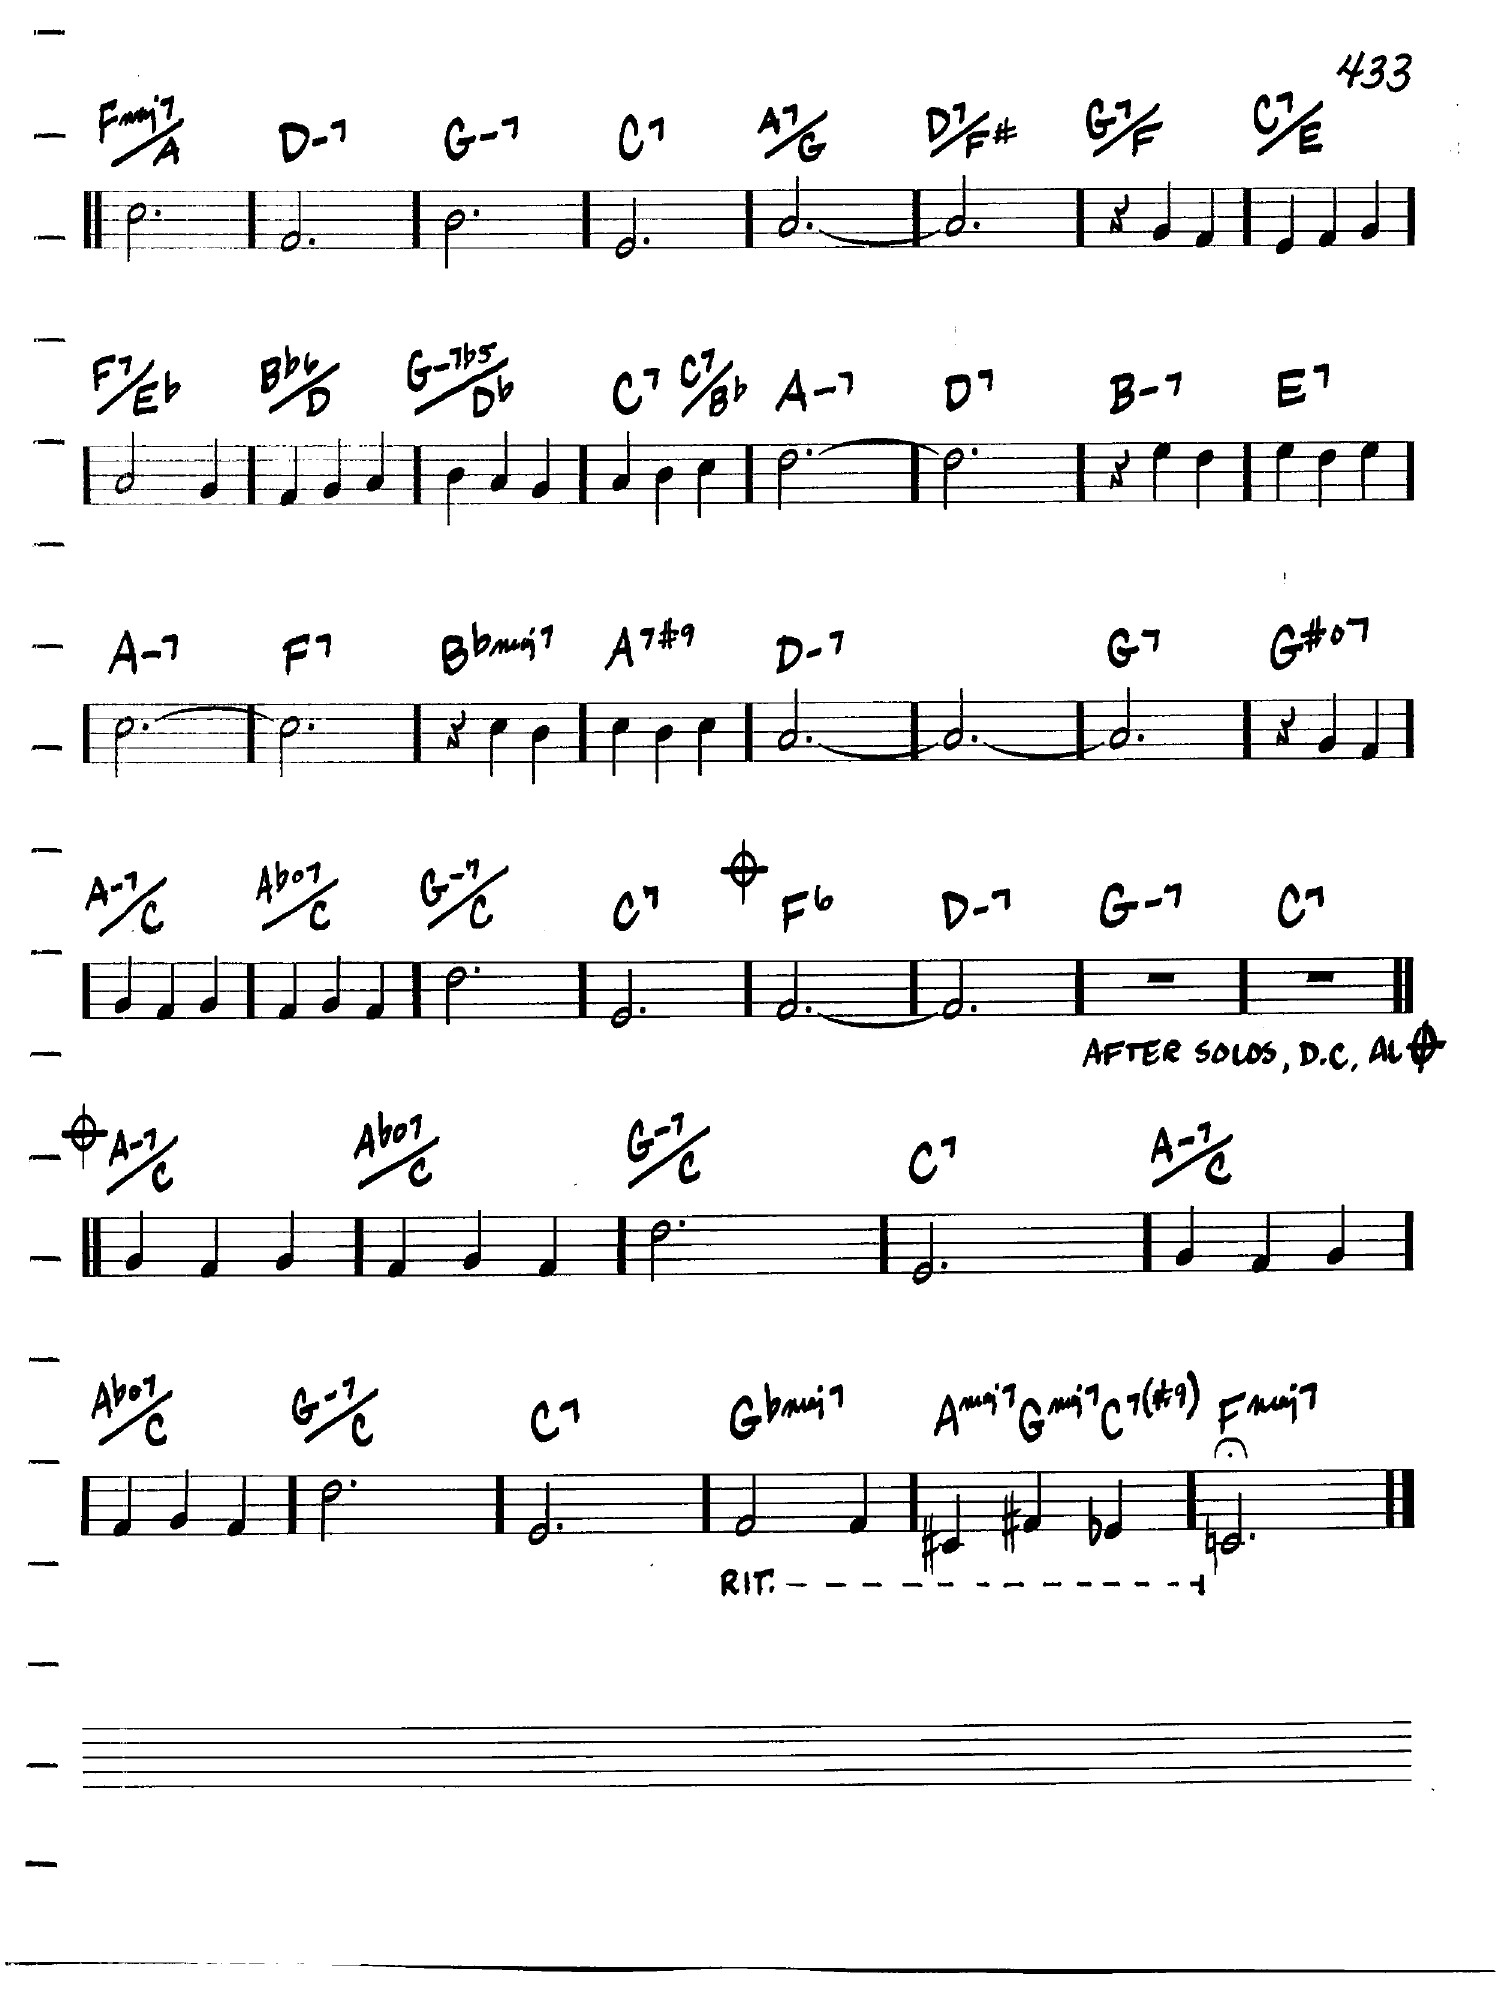 433
Fmaj7/A D-7 G-7 C7 A7/G D7/F# G7/F C7/E
F7/Eb Bb6/D G-7b5/Db C7 C7/Bb A-7 D7 B-7 E7
A-7 F7 Bbmaj7 A7#9 D-7 G7 G#o7
A-7/C Abo7/C G-7/C C7 F6 D-7 G-7 C7
AFTER SOLOS, D.C. AL
A-7/C Abo7/C G-7/C C7 A-7/C
Abo7/C G-7/C C7 Gbmaj7 Amaj7 Gmaj7 C7(#9) Fmaj7
RIT.